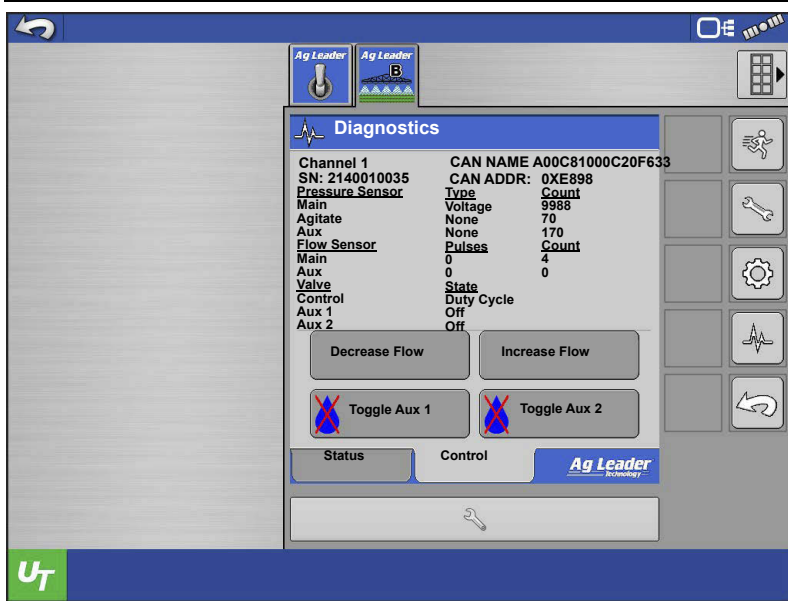 Ag Leader Ag Leader
B
Diagnostics
Channel 1 CAN NAME A00C81000C20F633
SN: 2140010035 CAN ADDR: 0XE898
Pressure Sensor Type Count
Main Voltage 9988
Agitate None 70
Aux None 170
Flow Sensor Pulses Count
Main 0 4
Aux 0 0
Valve State
Control Duty Cycle
Aux 1 Off
Aux 2 Off
Decrease Flow Increase Flow
Toggle Aux 1 Toggle Aux 2
Status Control Ag Leader
Technology
UT